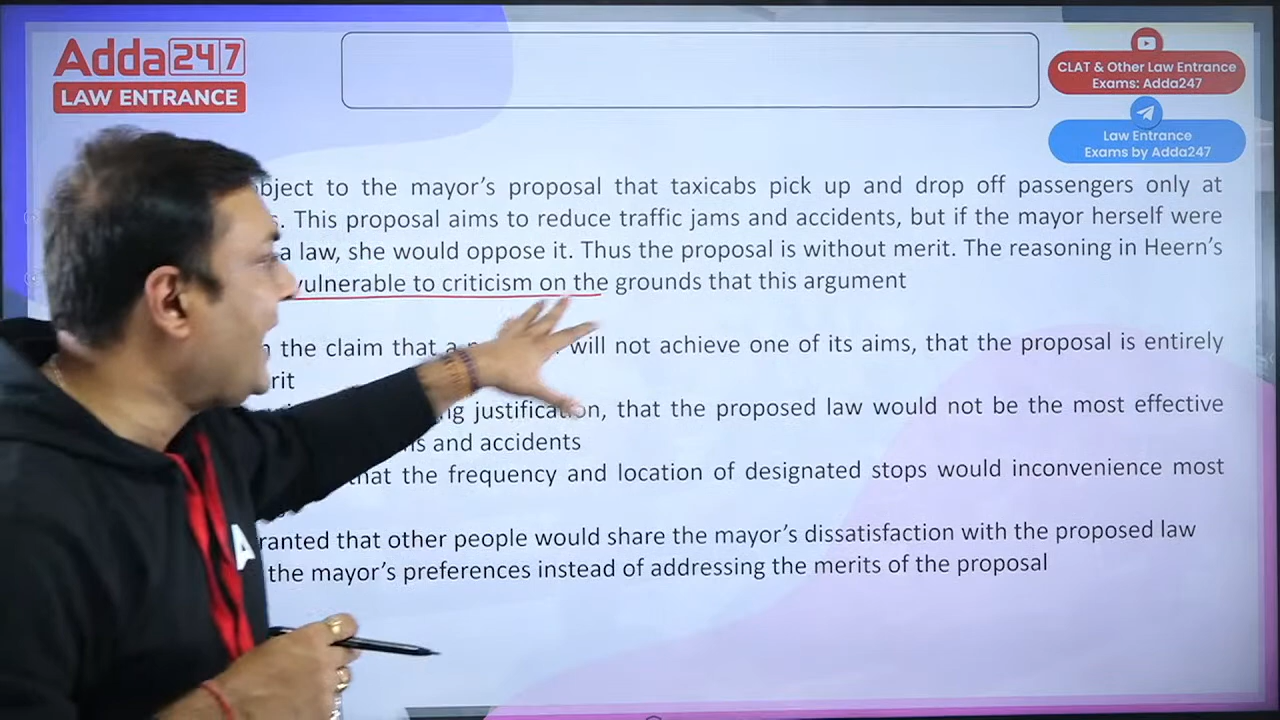 Adda247
LAW ENTRANCE
CLAT & Other Law Entrance
Exams: Adda247
Law Entrance
Exams by Adda247
to the mayor's proposal that taxicabs pick up and drop off passengers only at
This proposal aims to reduce traffic jams and accidents, but if the mayor herself were
a law, she would oppose it. Thus the proposal is without merit. The reasoning in Heern's
vulnerable to criticism on the grounds that this argument
the claim that a will not achieve one of its aims, that the proposal is entirely
justification, that the proposed law would not be the most effective
and accidents
that the frequency and location of designated stops would inconvenience most
that other people would share the mayor's dissatisfaction with the proposed law
the mayor's preferences instead of addressing the merits of the proposal
A